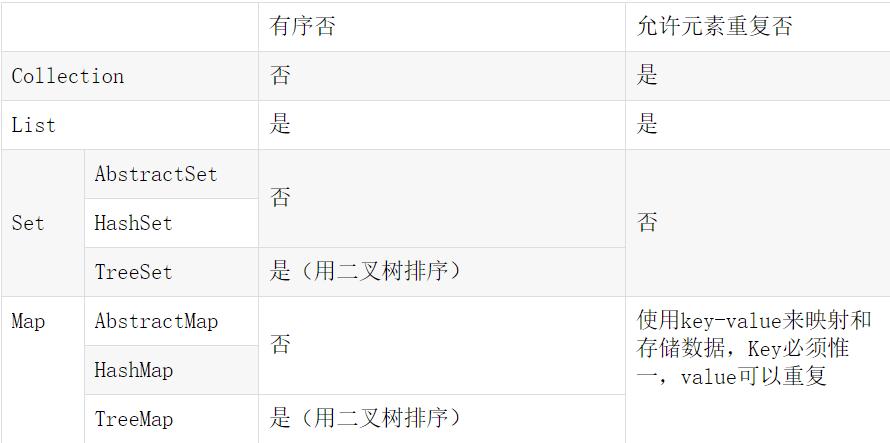 有序否 允许元素重复否
Collection 否 是
List 是 是
AbstractSet
否
Set HashSet 否
TreeSet 是（用二叉树排序）
Map AbstractMap 使用key-value来映射和
否 存储数据，Key必须惟
HashMap 一，value可以重复
TreeMap 是（用二叉树排序）